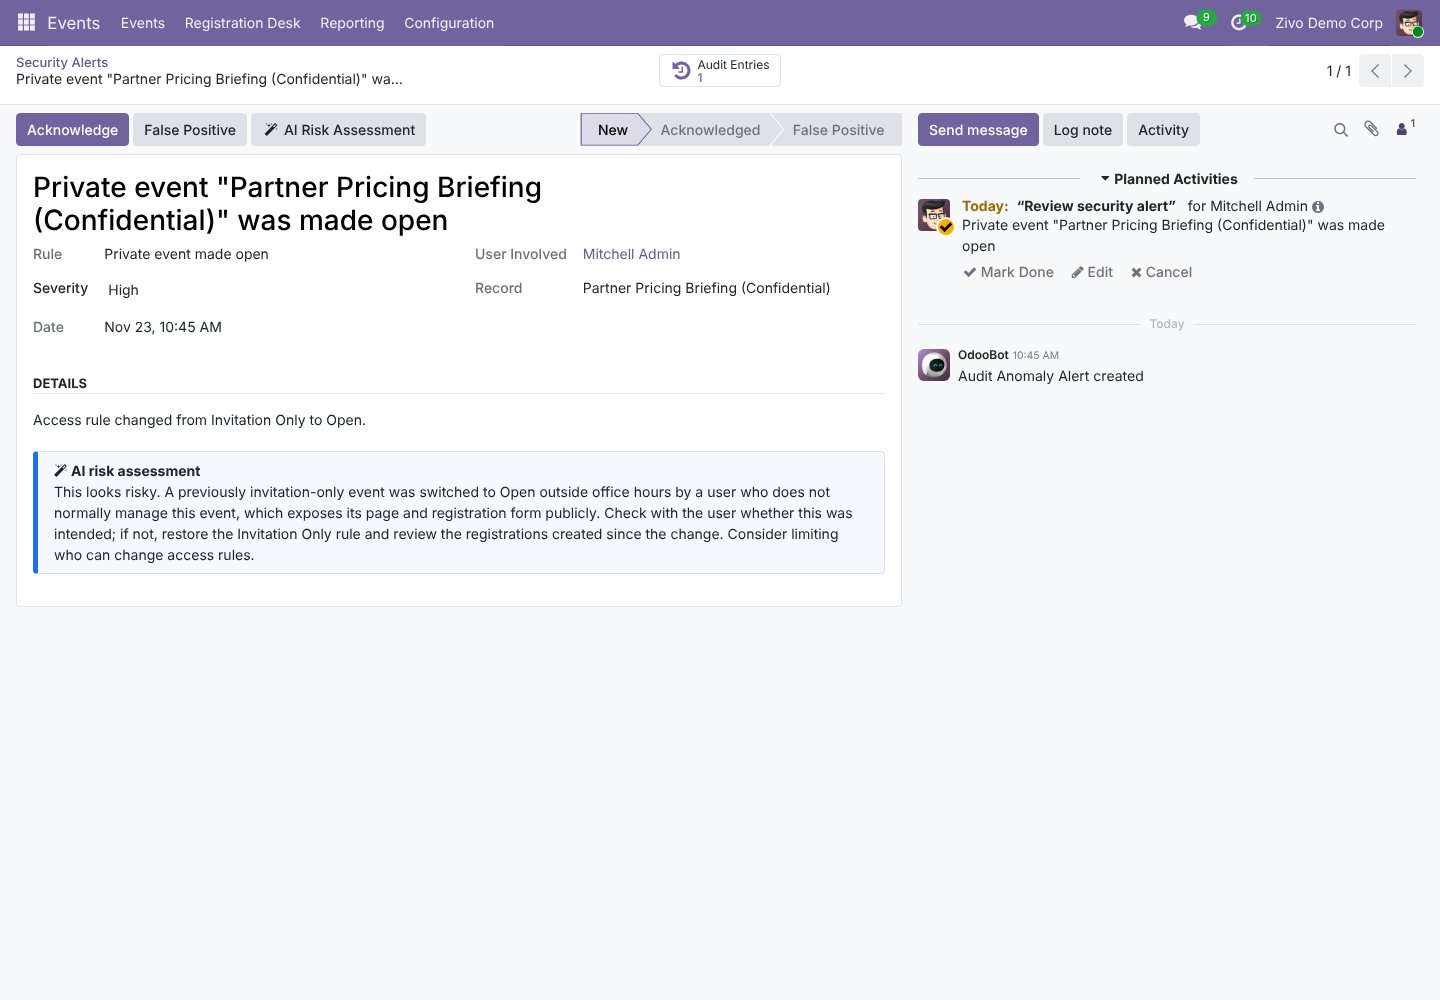 Events
Events
Registration Desk
Reporting
Configuration
9
10
Zivo Demo Corp
Security Alerts
Private event "Partner Pricing Briefing (Confidential)" wa...
Audit Entries
1
1 / 1
Acknowledge
False Positive
AI Risk Assessment
New
Acknowledged
False Positive
Send message
Log note
Activity
1
Private event "Partner Pricing Briefing
(Confidential)" was made open
Rule
Private event made open
User Involved
Mitchell Admin
Severity
High
Record
Partner Pricing Briefing (Confidential)
Date
Nov 23, 10:45 AM
DETAILS
Access rule changed from Invitation Only to Open.
AI risk assessment
This looks risky. A previously invitation-only event was switched to Open outside office hours by a user who does not
normally manage this event, which exposes its page and registration form publicly. Check with the user whether this was
intended; if not, restore the Invitation Only rule and review the registrations created since the change. Consider limiting
who can change access rules.
Planned Activities
Today: “Review security alert” for Mitchell Admin
Private event "Partner Pricing Briefing (Confidential)" was made
open
Mark Done
Edit
Cancel
Today
OdooBot 10:45 AM
Audit Anomaly Alert created